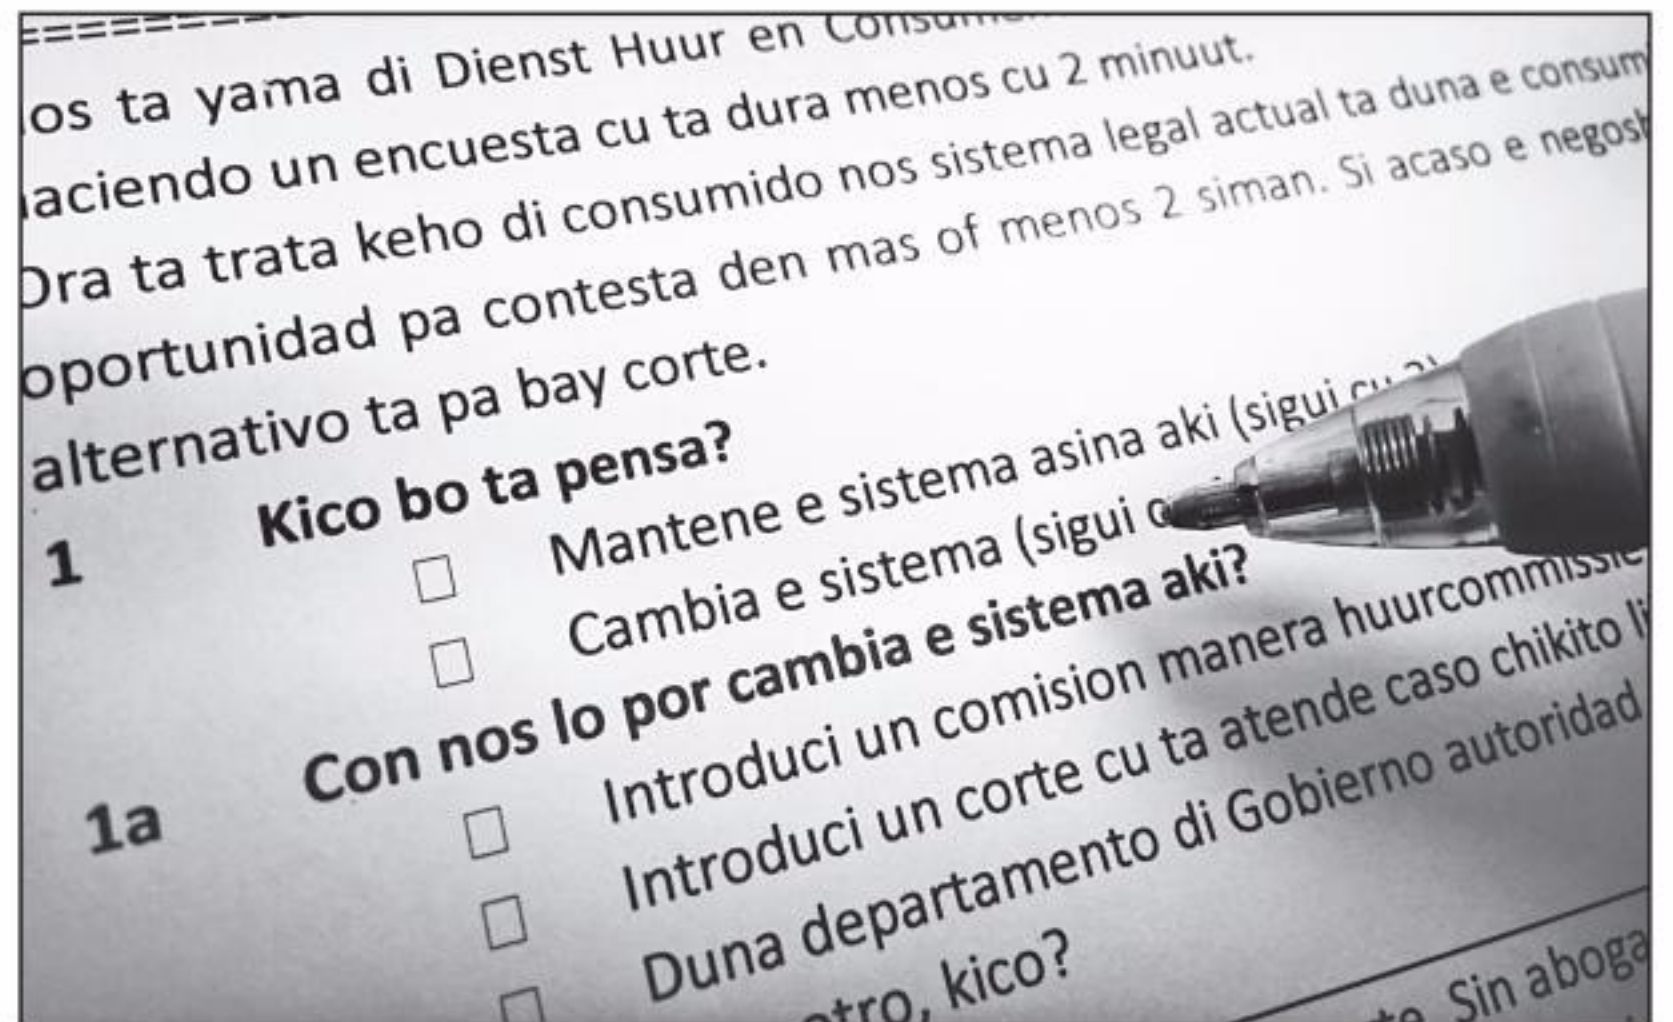 ===========
os ta yama di Dienst Huur en
aciendo un encuesta cu ta dura menos cu 2 minuut.
Ora ta trata keho di consumido nos sistema legal actual ta duna e consum
oportunidad pa contesta den mas of menos 2 siman. Si acaso e negosh
alternativo ta pa bay corte.
1 Kico bo ta pensa?
□ Mantene e sistema asina aki (sigui cu
□ Cambia e sistema (sigui
1a Con nos lo por cambia e sistema aki?
□ Introduci un comision manera huurcommissie
□ Introduci un corte cu ta atende caso chikito li
□ Duna departamento di Gobierno autoridad
otro, kico?
Sin aboga